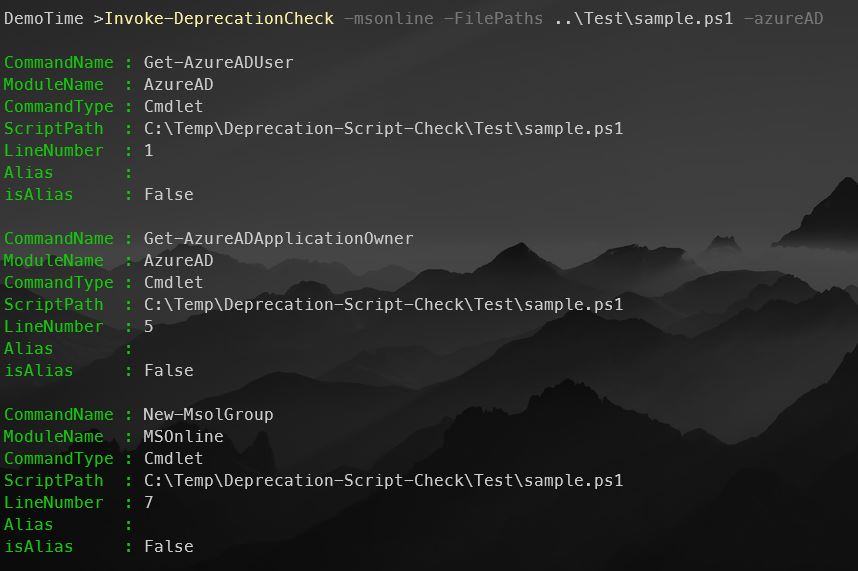 DemoTime >Invoke-DeprecationCheck -msonline -FilePaths ..\Test\sample.ps1 -azureAD
CommandName : Get-AzureADUser
ModuleName  : AzureAD
CommandType : Cmdlet
ScriptPath  : C:\Temp\Deprecation-Script-Check\Test\sample.ps1
LineNumber  : 1
Alias       :
isAlias     : False
CommandName : Get-AzureADApplicationOwner
ModuleName  : AzureAD
CommandType : Cmdlet
ScriptPath  : C:\Temp\Deprecation-Script-Check\Test\sample.ps1
LineNumber  : 5
Alias       :
isAlias     : False
CommandName : New-MsolGroup
ModuleName  : MSOnline
CommandType : Cmdlet
ScriptPath  : C:\Temp\Deprecation-Script-Check\Test\sample.ps1
LineNumber  : 7
Alias       :
isAlias     : False